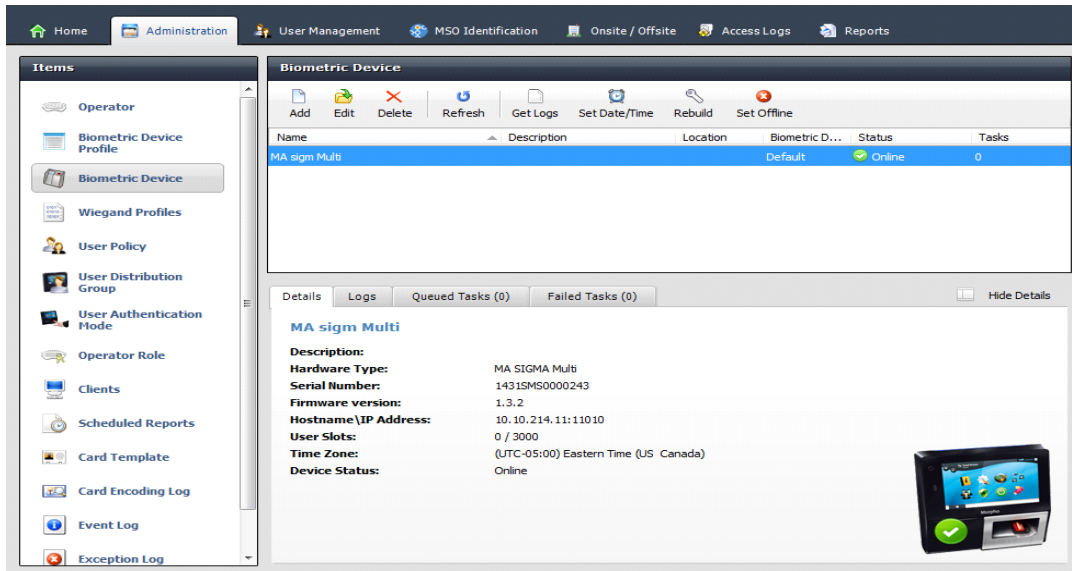 Home Administration User Management MSO Identification Onsite / Offsite Access Logs Reports
Items
Operator
Biometric Device
Profile
Biometric Device
Wiegand Profiles
User Policy
User Distribution
Group
User Authentication
Mode
Operator Role
Clients
Scheduled Reports
Card Template
Card Encoding Log
Event Log
Exception Log
Biometric Device
Add Edit Delete Refresh Get Logs Set Date/Time Rebuild Set Offline
Name Description Location Biometric D... Status Tasks
MA sigm Multi Default Online 0
Details Logs Queued Tasks (0) Failed Tasks (0) Hide Details
MA sigm Multi
Description:
Hardware Type: MA SIGMA Multi
Serial Number: 1431SMS0000243
Firmware version: 1.3.2
Hostname\IP Address: 10.10.214.11:11010
User Slots: 0 / 3000
Time Zone: (UTC-05:00) Eastern Time (US Canada)
Device Status: Online
Morpho